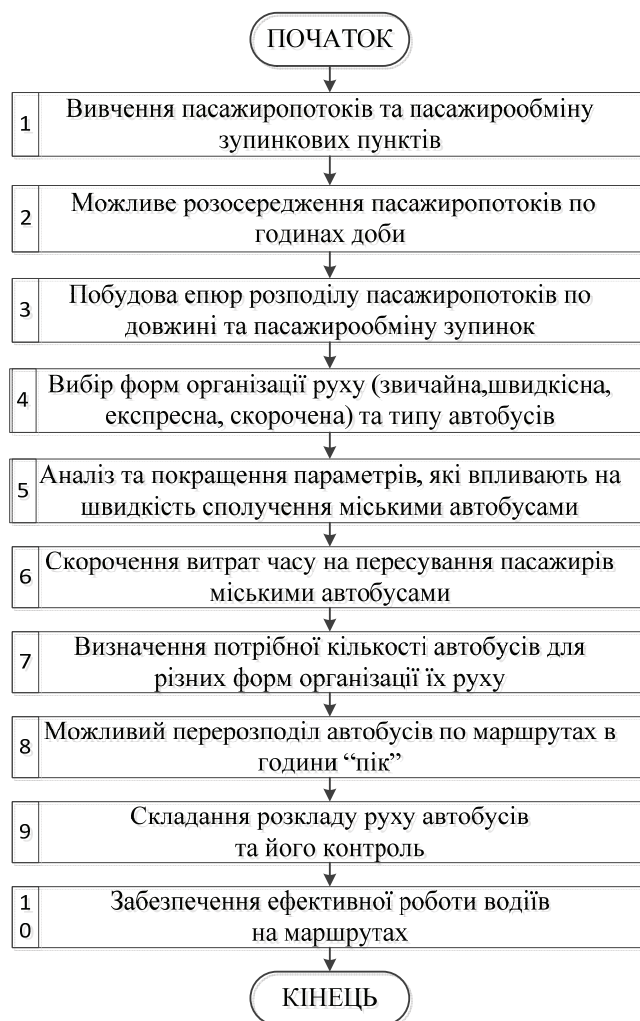 ПОЧАТОК
1
Вивчення пасажиропотоків та пасажирообміну
зупинкових пунктів
2
Можливе розосередження пасажиропотоків по
годинах доби
3
Побудова епюр розподілу пасажиропотоків по
довжині та пасажирообміну зупинок
4
Вибір форм організації руху (звичайна,швидкісна,
експресна, скорочена) та типу автобусів
5
Аналіз та покращення параметрів, які впливають на
швидкість сполучення міськими автобусами
6
Скорочення витрат часу на пересування пасажирів
міськими автобусами
7
Визначення потрібної кількості автобусів для
різних форм організації їх руху
8
Можливий перерозподіл автобусів по маршрутах в
години “пік”
9
Складання розкладу руху автобусів
та його контроль
1
0
Забезпечення ефективної роботи водіїв
на маршрутах
КІНЕЦЬ